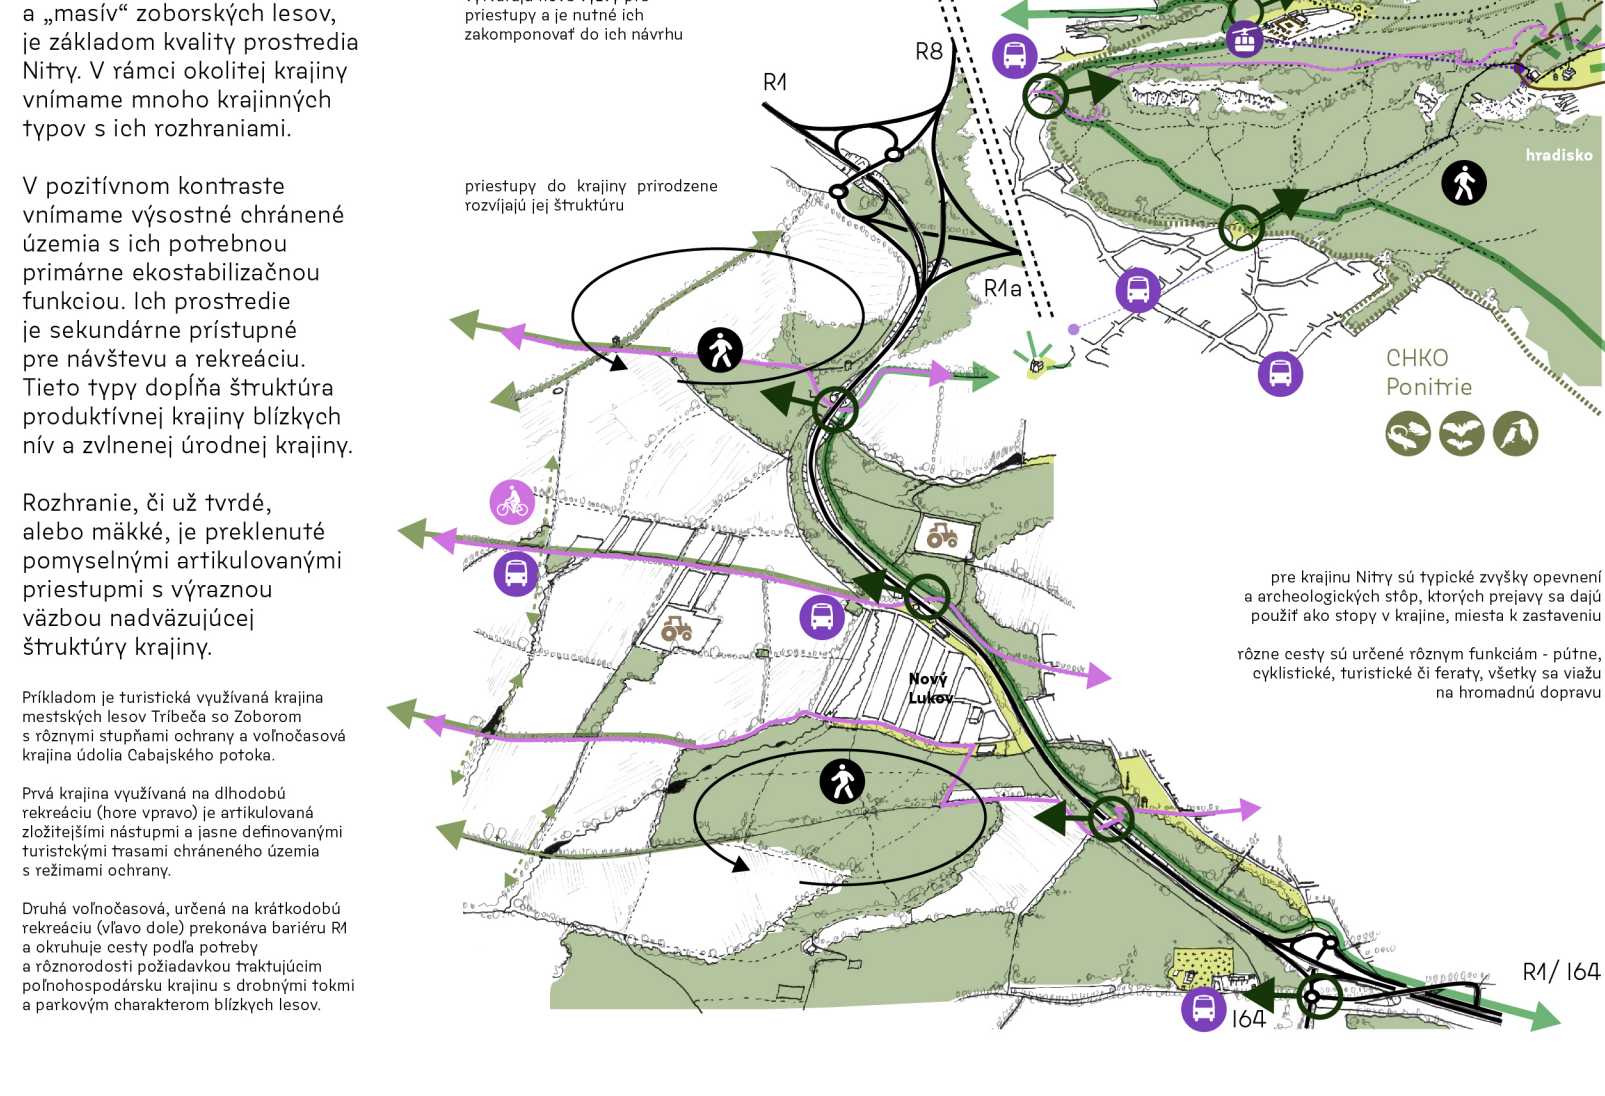 a „masív“ zoborských lesov,
je základom kvality prostredia
Nitry. V rámci okolitej krajiny
vnímame mnoho krajinných
typov s ich rozhraniami.
V pozitívnom kontraste
vnímame výsostné chránené
územia s ich potrebnou
primárne ekostabilizačnou
funkciou. Ich prostredie
je sekundárne prístupné
pre návštevu a rekreáciu.
Tieto typy dopĺňa štruktúra
produktívnej krajiny blízkych
nív a zvlnenej úrodnej krajiny.
Rozhranie, či už tvrdé,
alebo mäkké, je preklenuté
pomyselnými artikulovanými
priestupmi s výraznou
väzbou nadväzujúcej
štruktúry krajiny.
Príkladom je turistická využívaná krajina
mestských lesov Tríbeča so Zoborom
s rôznymi stupňami ochrany a voľnočasová
krajina údolia Cabajského potoka.
Prvá krajina využívaná na dlhodobú
rekreáciu (hore vpravo) je artikulovaná
zložitejšími nástupmi a jasne definovanými
turistckými trasami chráneného územia
s režimami ochrany.
Druhá voľnočasová, určená na krátkodobú
rekreáciu (vľavo dole) prekonáva bariéru R1
a okruhuje cesty podľa potreby
a rôznorodosti požiadavkou traktujúcim
poľnohospodársku krajinu s drobnými tokmi
a parkovým charakterom blízkych lesov.
priestupy a je nutné ich
zakomponovať do ich návrhu
priestupy do krajiny prirodzene
rozvíjajú jej štruktúru
R1
R8
R1a
hradisko
CHKO
Ponitrie
Nový
Lukov
pre krajinu Nitry sú typické zvyšky opevnení
a archeologických stôp, ktorých prejavy sa dajú
použiť ako stopy v krajine, miesta k zastaveniu
rôzne cesty sú určené rôznym funkciám - pútne,
cyklistické, turistické či feraty, všetky sa viažu
na hromadnú dopravu
R1/ I64
I64